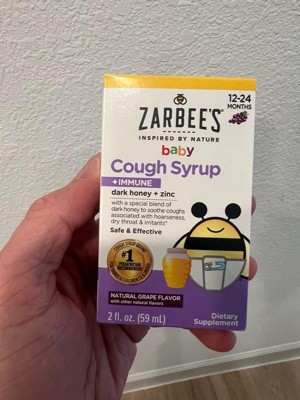 12-24
MONTHS
ZARBEE'S
INSPIRED BY NATURE
baby
Cough Syrup
+ IMMUNE
dark honey + zinc
with a special blend of
dark honey to soothe coughs
associated with hoarseness,
dry throat & irritants*
Safe & Effective
#1
PEDIATRICIAN
NATURAL GRAPE FLAVOR
with other natural flavors
2 fl. oz. (59 mL)
Dietary
Supplement